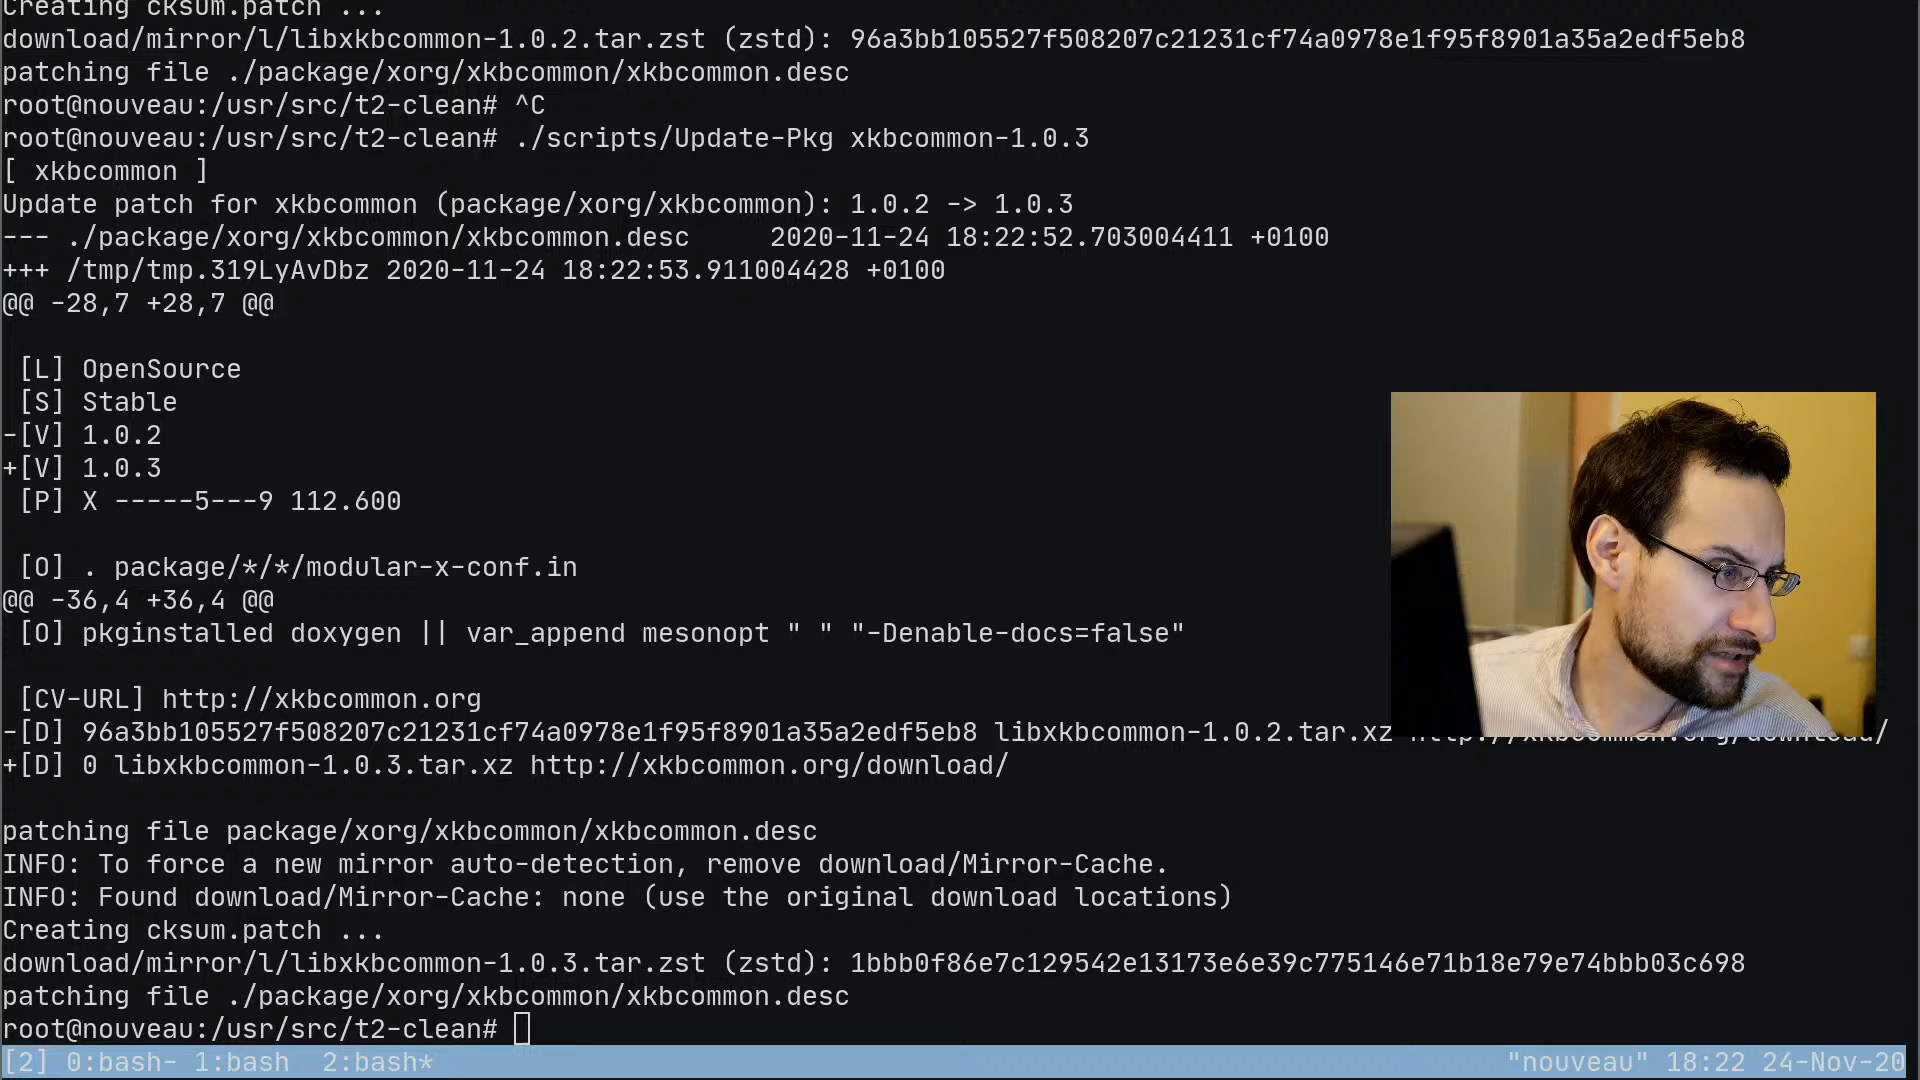 Creating cksum.patch ...
download/mirror/l/libxkbcommon-1.0.2.tar.zst (zstd): 96a3bb105527f508207c21231cf74a0978e1f95f8901a35a2edf5eb8
patching file ./package/xorg/xkbcommon/xkbcommon.desc
root@nouveau:/usr/src/t2-clean# ^C
root@nouveau:/usr/src/t2-clean# ./scripts/Update-Pkg xkbcommon-1.0.3
[ xkbcommon ]
Update patch for xkbcommon (package/xorg/xkbcommon): 1.0.2 -> 1.0.3
--- ./package/xorg/xkbcommon/xkbcommon.desc     2020-11-24 18:22:52.703004411 +0100
+++ /tmp/tmp.319LyAvDbz 2020-11-24 18:22:53.911004428 +0100
@@ -28,7 +28,7 @@
[L] OpenSource
[S] Stable
-[V] 1.0.2
+[V] 1.0.3
[P] X -----5---9 112.600
[O] . package/*/*/modular-x-conf.in
@@ -36,4 +36,4 @@
[O] pkginstalled doxygen || var_append mesonopt " " "-Denable-docs=false"
[CV-URL] http://xkbcommon.org
-[D] 96a3bb105527f508207c21231cf74a0978e1f95f8901a35a2edf5eb8 libxkbcommon-1.0.2.tar.xz http://xkbcommon.org/download/
+[D] 0 libxkbcommon-1.0.3.tar.xz http://xkbcommon.org/download/
patching file package/xorg/xkbcommon/xkbcommon.desc
INFO: To force a new mirror auto-detection, remove download/Mirror-Cache.
INFO: Found download/Mirror-Cache: none (use the original download locations)
Creating cksum.patch ...
download/mirror/l/libxkbcommon-1.0.3.tar.zst (zstd): 1bbb0f86e7c129542e13173e6e39c775146e71b18e79e74bbb03c698
patching file ./package/xorg/xkbcommon/xkbcommon.desc
root@nouveau:/usr/src/t2-clean#
[2] 0:bash- 1:bash  2:bash* "nouveau" 18:22 24-Nov-20